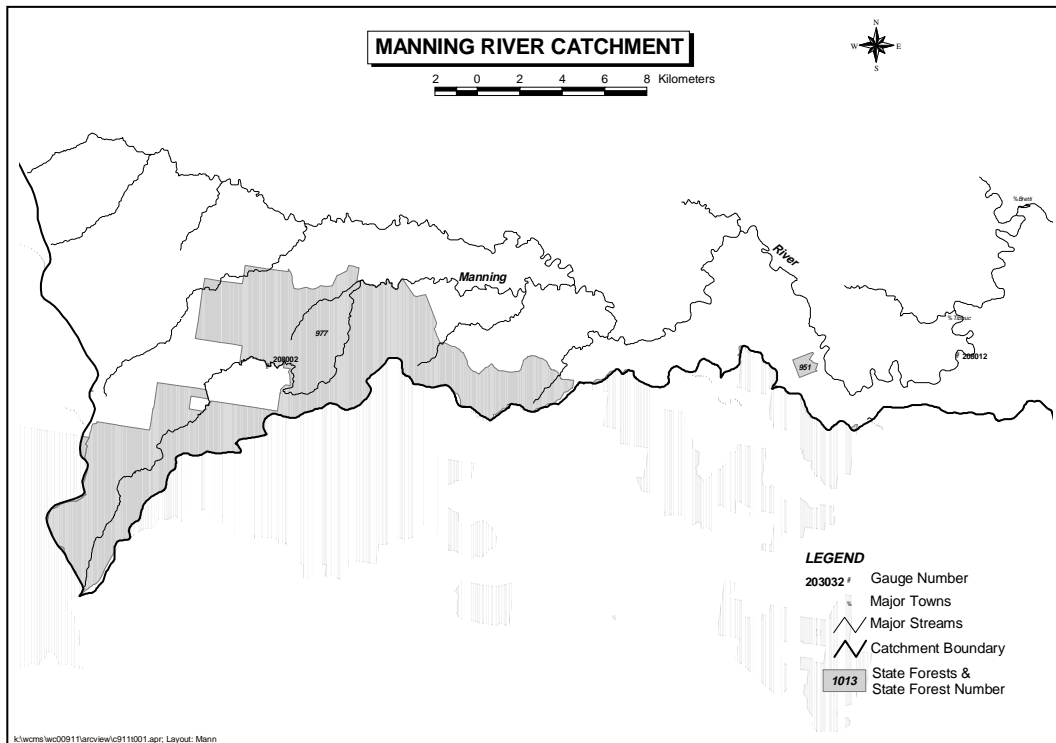 MANNING RIVER CATCHMENT
N
W E
S
2 0 2 4 6 8 Kilometers
Manning
River
977
208002
951
208012
LEGEND
203032 # Gauge Number
% Major Towns
Major Streams
Catchment Boundary
1013 State Forests &
State Forest Number
k:\wcms\wc00911\arcview\c911t001.apr; Layout: Mann